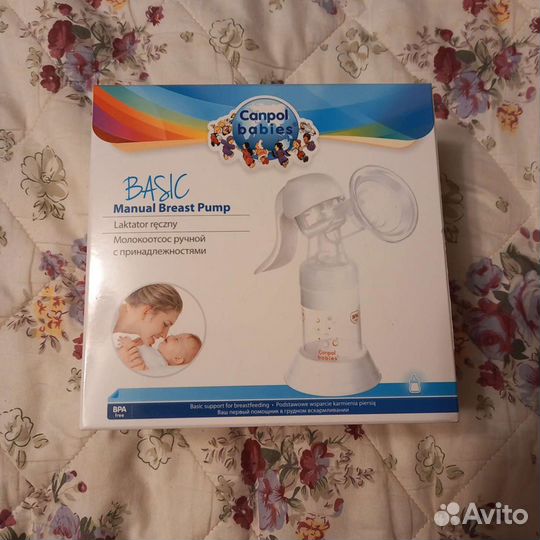 Canpol
babies
BASIC
Manual Breast Pump
Laktator ręczny
Молокоотсос ручной
с принадлежностями
Canpol
babies
BPA
free
Basic support for breastfeeding • Podstawowe wsparcie karmienia piersią
Ваш первый помощник в грудном вскармливании
Avito